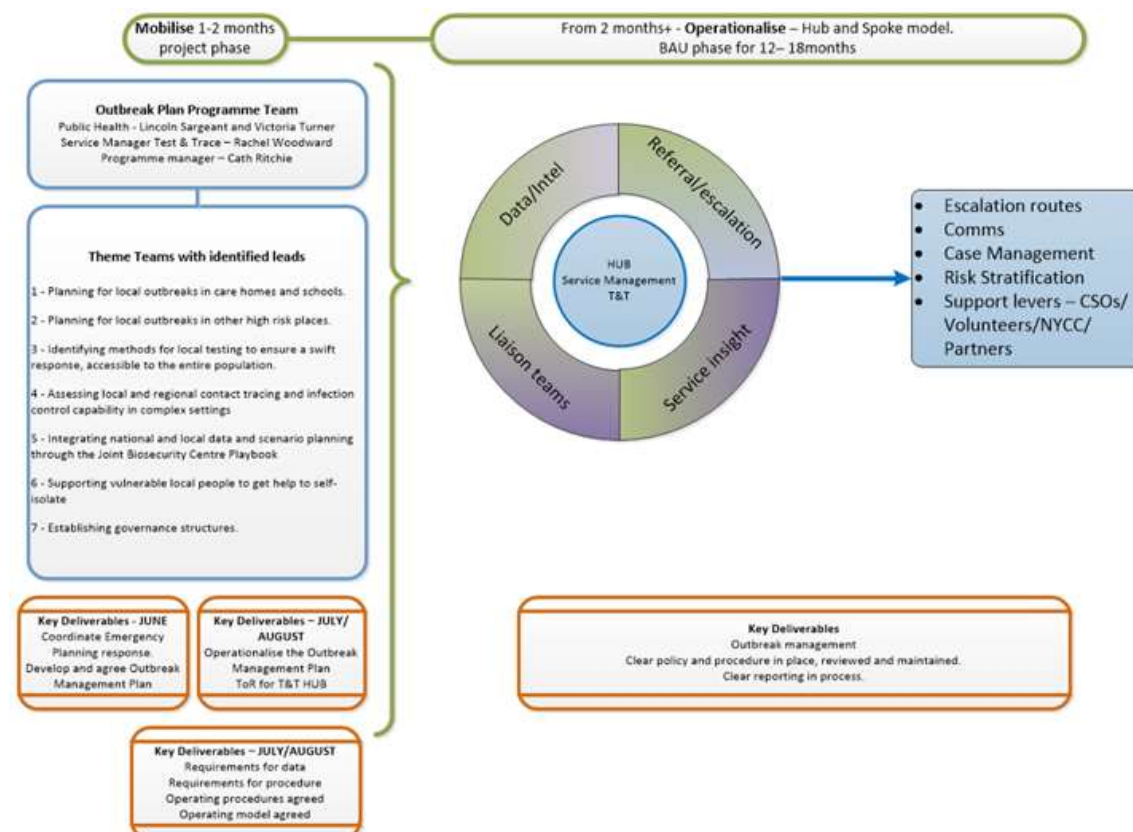 Mobilise 1-2 months
project phase
From 2 months+ - Operationalise – Hub and Spoke model.
BAU phase for 12– 18months
Outbreak Plan Programme Team
Public Health - Lincoln Sargeant and Victoria Turner
Service Manager Test & Trace – Rachel Woodward
Programme manager – Cath Ritchie
Theme Teams with identified leads
1 - Planning for local outbreaks in care homes and schools.
2 - Planning for local outbreaks in other high risk places.
3 - Identifying methods for local testing to ensure a swift
response, accessible to the entire population.
4 - Assessing local and regional contact tracing and infection
control capability in complex settings
5 - Integrating national and local data and scenario planning
through the Joint Biosecurity Centre Playbook
6 - Supporting vulnerable local people to get help to self-
isolate
7 - Establishing governance structures.
Key Deliverables - JUNE
Coordinate Emergency
Planning response.
Develop and agree Outbreak
Management Plan
Key Deliverables – JULY/
AUGUST
Operationalise the Outbreak
Management Plan
ToR for T&T HUB
Key Deliverables – JULY/AUGUST
Requirements for data
Requirements for procedure
Operating procedures agreed
Operating model agreed
Data/Intel
Referral/escalation
HUB
Service Management
T&T
Liaison teams
Service insight
• Escalation routes
• Comms
• Case Management
• Risk Stratification
• Support levers – CSOs/
Volunteers/NYCC/
Partners
Key Deliverables
Outbreak management
Clear policy and procedure in place, reviewed and maintained.
Clear reporting in process.